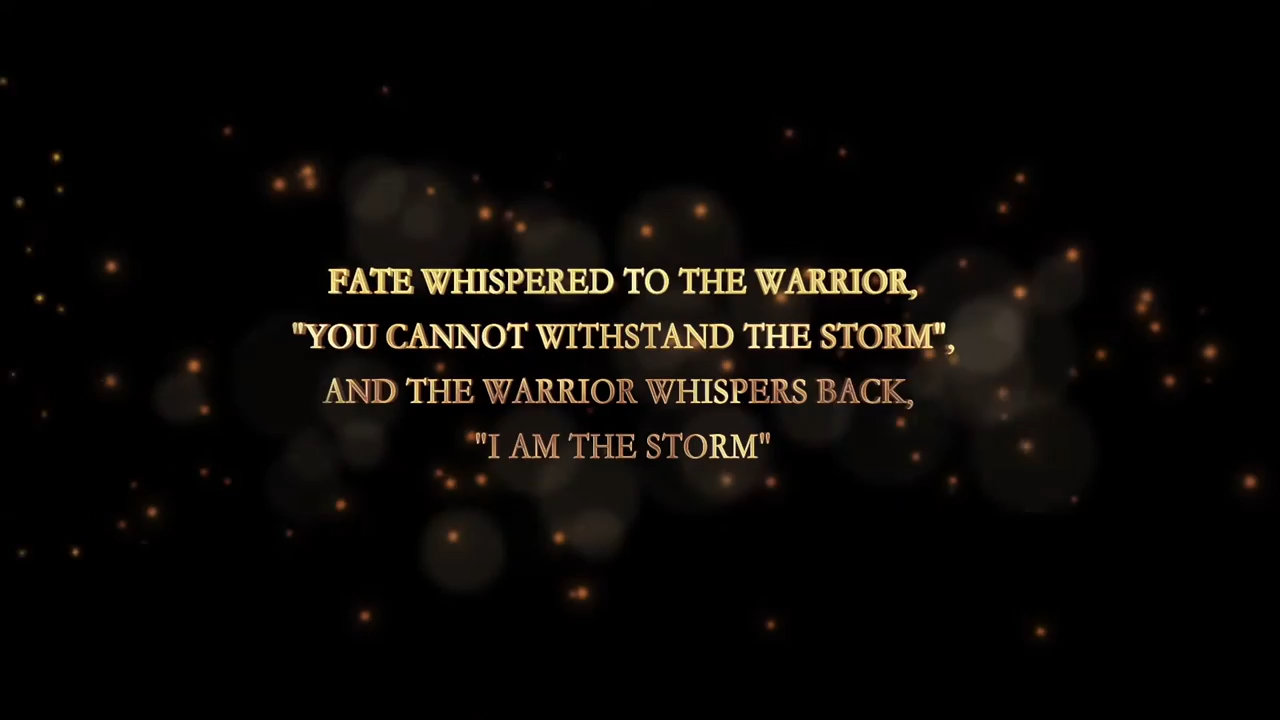 FATE WHISPERED TO THE WARRIOR,
"YOU CANNOT WITHSTAND THE STORM",
AND THE WARRIOR WHISPERS BACK,
"I AM THE STORM"